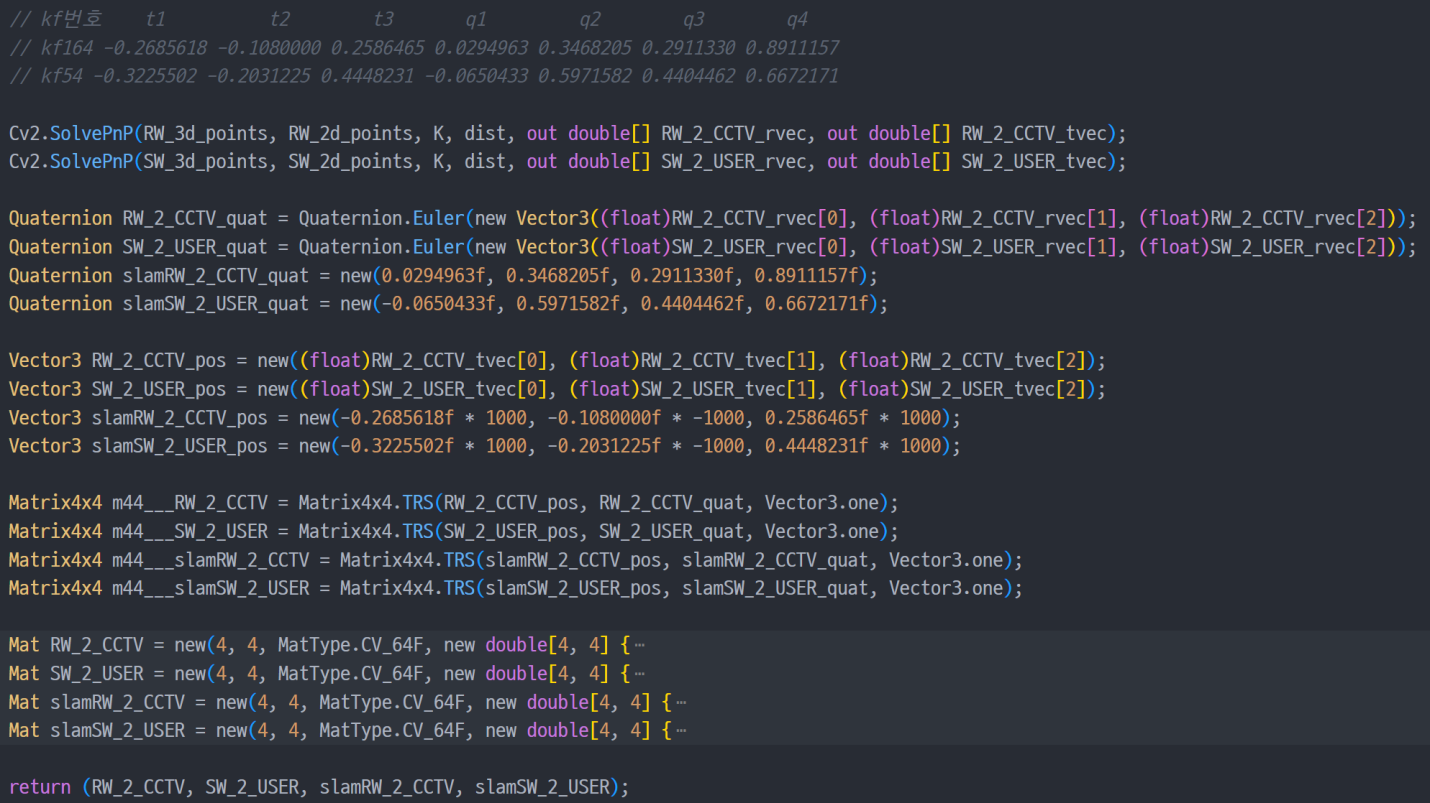 // kf번호 t1 t2 t3 q1 q2 q3 q4
// kf164 -0.2685618 -0.1080000 0.2586465 0.0294963 0.3468205 0.2911330 0.8911157
// kf54 -0.3225502 -0.2031225 0.4448231 -0.0650433 0.5971582 0.4404462 0.6672171
Cv2.SolvePnP(RW_3d_points, RW_2d_points, K, dist, out double[] RW_2_CCTV_rvec, out double[] RW_2_CCTV_tvec);
Cv2.SolvePnP(SW_3d_points, SW_2d_points, K, dist, out double[] SW_2_USER_rvec, out double[] SW_2_USER_tvec);
Quaternion RW_2_CCTV_quat = Quaternion.Euler(new Vector3((float)RW_2_CCTV_rvec[0], (float)RW_2_CCTV_rvec[1], (float)RW_2_CCTV_rvec[2]));
Quaternion SW_2_USER_quat = Quaternion.Euler(new Vector3((float)SW_2_USER_rvec[0], (float)SW_2_USER_rvec[1], (float)SW_2_USER_rvec[2]));
Quaternion slamRW_2_CCTV_quat = new(0.0294963f, 0.3468205f, 0.2911330f, 0.8911157f);
Quaternion slamSW_2_USER_quat = new(-0.0650433f, 0.5971582f, 0.4404462f, 0.6672171f);
Vector3 RW_2_CCTV_pos = new((float)RW_2_CCTV_tvec[0], (float)RW_2_CCTV_tvec[1], (float)RW_2_CCTV_tvec[2]);
Vector3 SW_2_USER_pos = new((float)SW_2_USER_tvec[0], (float)SW_2_USER_tvec[1], (float)SW_2_USER_tvec[2]);
Vector3 slamRW_2_CCTV_pos = new(-0.2685618f * 1000, -0.1080000f * -1000, 0.2586465f * 1000);
Vector3 slamSW_2_USER_pos = new(-0.3225502f * 1000, -0.2031225f * -1000, 0.4448231f * 1000);
Matrix4x4 m44___RW_2_CCTV = Matrix4x4.TRS(RW_2_CCTV_pos, RW_2_CCTV_quat, Vector3.one);
Matrix4x4 m44___SW_2_USER = Matrix4x4.TRS(SW_2_USER_pos, SW_2_USER_quat, Vector3.one);
Matrix4x4 m44___slamRW_2_CCTV = Matrix4x4.TRS(slamRW_2_CCTV_pos, slamRW_2_CCTV_quat, Vector3.one);
Matrix4x4 m44___slamSW_2_USER = Matrix4x4.TRS(slamSW_2_USER_pos, slamSW_2_USER_quat, Vector3.one);
Mat RW_2_CCTV = new(4, 4, MatType.CV_64F, new double[4, 4] {⋯
Mat SW_2_USER = new(4, 4, MatType.CV_64F, new double[4, 4] {⋯
Mat slamRW_2_CCTV = new(4, 4, MatType.CV_64F, new double[4, 4] {⋯
Mat slamSW_2_USER = new(4, 4, MatType.CV_64F, new double[4, 4] {⋯
return (RW_2_CCTV, SW_2_USER, slamRW_2_CCTV, slamSW_2_USER);